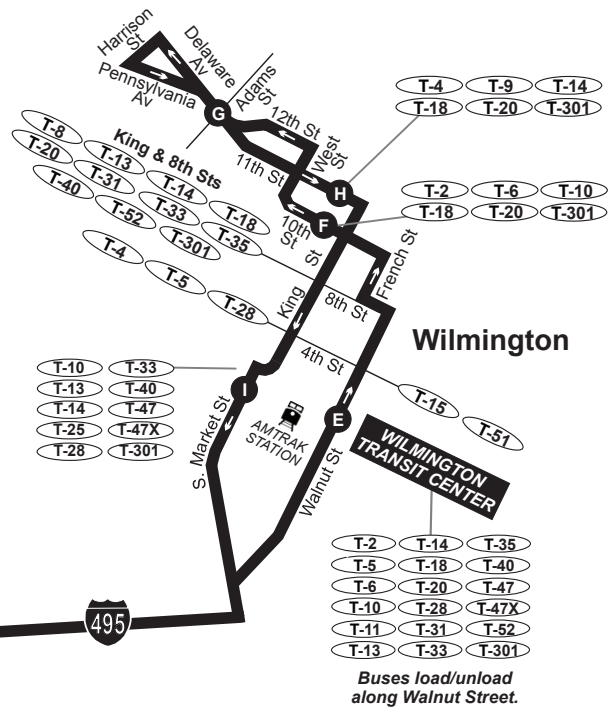 Harrison
St
Delaware
Av
Pennsylvania
Av
Adams
St
G
12th St
West
St
11th St
H
T-4 T-9 T-14
T-18 T-20 T-301
King & 8th Sts
T-8 T-13 T-14 T-18
T-20 T-31 T-33 T-35
T-40 T-52 T-301
10th
St
F
T-2 T-6 T-10
T-18 T-20 T-301
French St
King St
8th St
T-4 T-5 T-28
4th St
Wilmington
T-15 T-51
T-10 T-33
T-13 T-40
T-14 T-47
T-25 T-47X
T-28 T-301
I
S. Market St
AMTRAK
STATION
E
Walnut St
WILMINGTON
TRANSIT CENTER
T-2 T-14 T-35
T-5 T-18 T-40
T-6 T-20 T-47
T-10 T-28 T-47X
T-11 T-31 T-52
T-13 T-33 T-301
495
Buses load/unload
along Walnut Street.